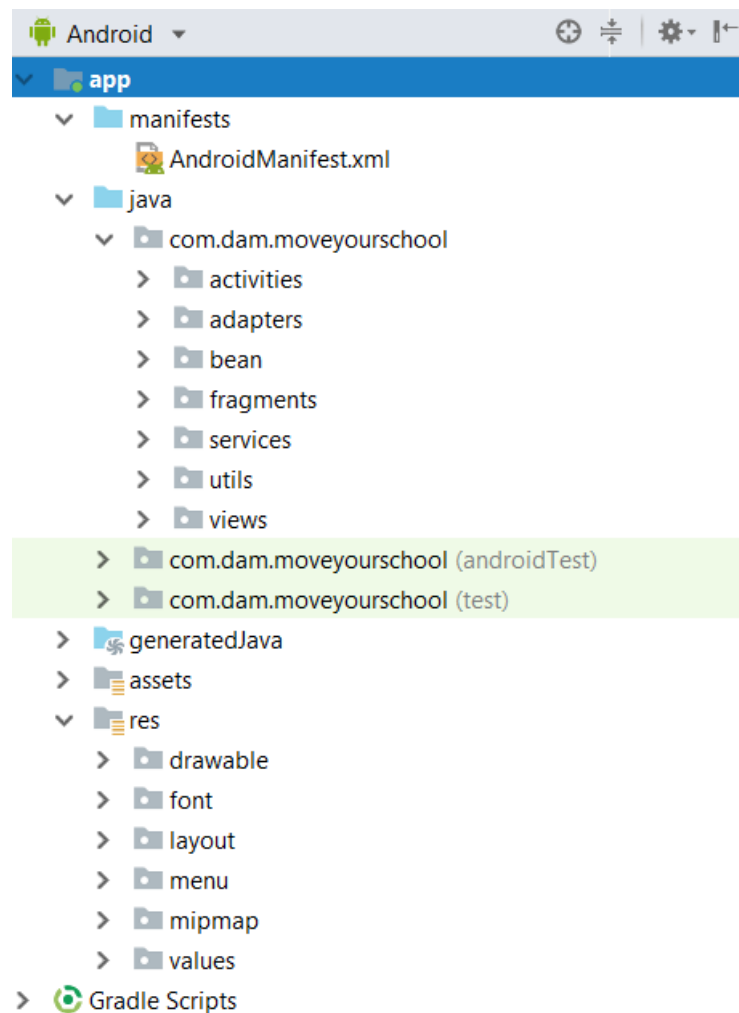 Android
app
manifests
AndroidManifest.xml
java
com.dam.moveyourschool
activities
adapters
bean
fragments
services
utils
views
com.dam.moveyourschool (androidTest)
com.dam.moveyourschool (test)
generatedJava
assets
res
drawable
font
layout
menu
mipmap
values
Gradle Scripts